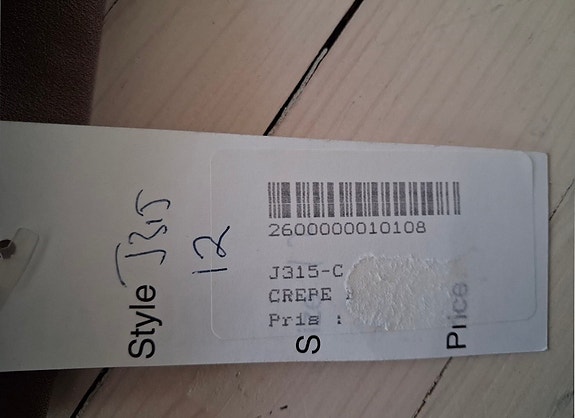 2600000010108
J315-C
CREPE
Pris :
Style J315
S 12
Price